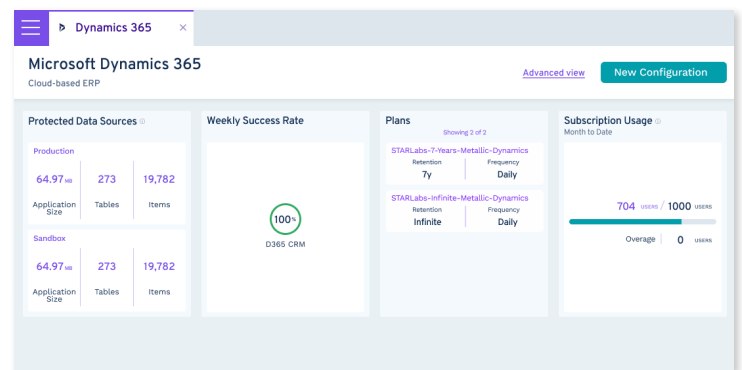 Dynamics 365
Microsoft Dynamics 365
Cloud-based ERP
Advanced view
New Configuration
Protected Data Sources
Production
64.97 MB
273
19,782
Application Size
Tables
Items
Sandbox
64.97 MB
273
19,782
Application Size
Tables
Items
Weekly Success Rate
100%
D365 CRM
Plans
Showing 2 of 2
STARLabs-7-Years-Metallic-Dynamics
Retention
Frequency
7y
Daily
STARLabs-Infinite-Metallic-Dynamics
Retention
Frequency
Infinite
Daily
Subscription Usage
Month to Date
704 USERS / 1000 USERS
Overage 0 USERS